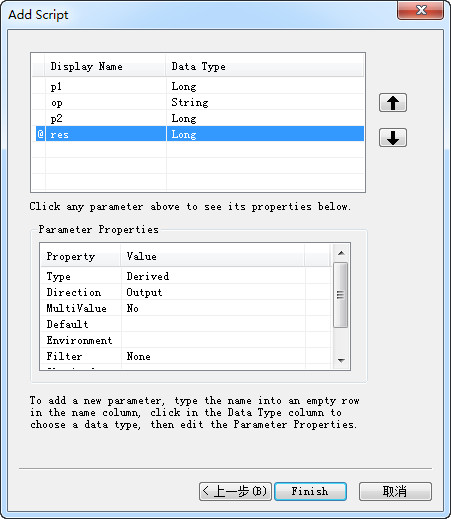 Add Script
Display Name Data Type
p1 Long
op String
p2 Long
@ res Long
Click any parameter above to see its properties below.
Parameter Properties
Property Value
Type Derived
Direction Output
MultiValue No
Default
Environment
Filter None
To add a new parameter, type the name into an empty row
in the name column, click in the Data Type column to
choose a data type, then edit the Parameter Properties.
< 上一步(B) Finish 取消